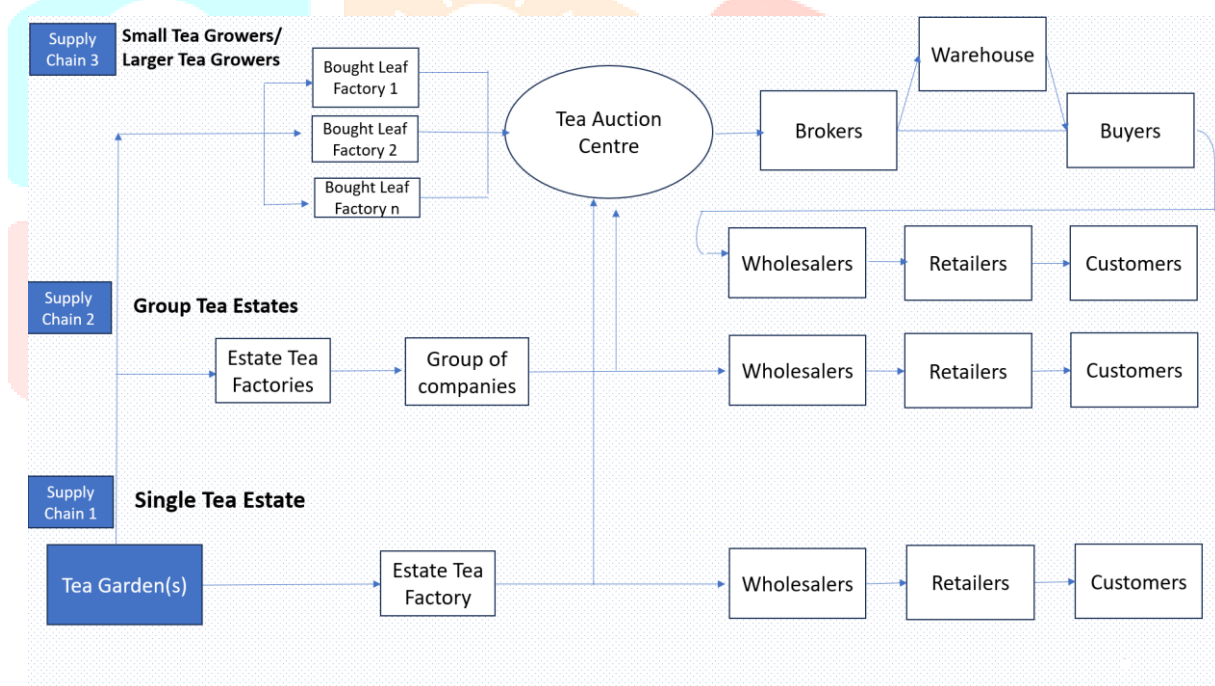 Supply
Chain 3
Small Tea Growers/
Larger Tea Growers
Bought Leaf
Factory 1
Bought Leaf
Factory 2
Bought Leaf
Factory n
Tea Auction
Centre
Brokers
Warehouse
Buyers
Wholesalers
Retailers
Customers
Supply
Chain 2
Group Tea Estates
Estate Tea
Factories
Group of
companies
Wholesalers
Retailers
Customers
Supply
Chain 1
Single Tea Estate
Tea Garden(s)
Estate Tea
Factory
Wholesalers
Retailers
Customers